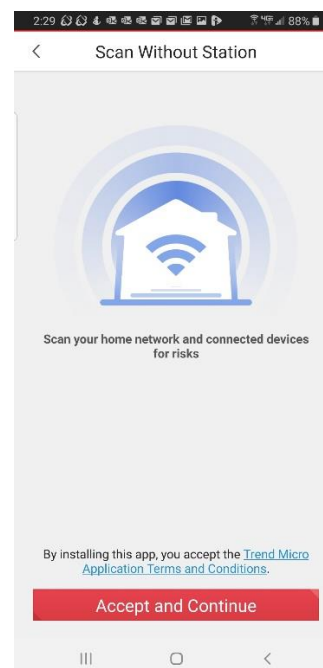 2:29 88%
Scan Without Station
Scan your home network and connected devices
for risks
By installing this app, you accept the Trend Micro
Application Terms and Conditions.
Accept and Continue